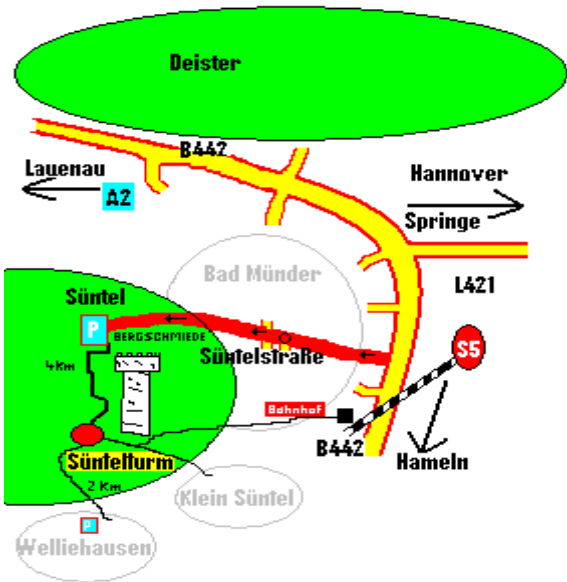 Deister
B442
Lauenau
A2
Hannover
Springe
Bad Münder
L421
Süntel
P
BERGSCHMIEDE
SüntelstraRe
S5
4Km
Bahnhof
B442
Hameln
Süntelturm
2 Km
Klein Süntel
P
Welliehausen